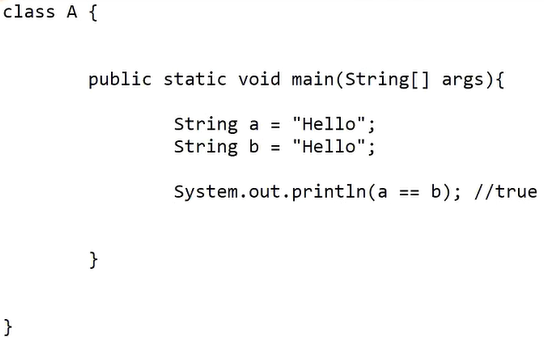 class A {
public static void main(String[] args){
String a = "Hello";
String b = "Hello";
System.out.println(a == b); //true
}
}